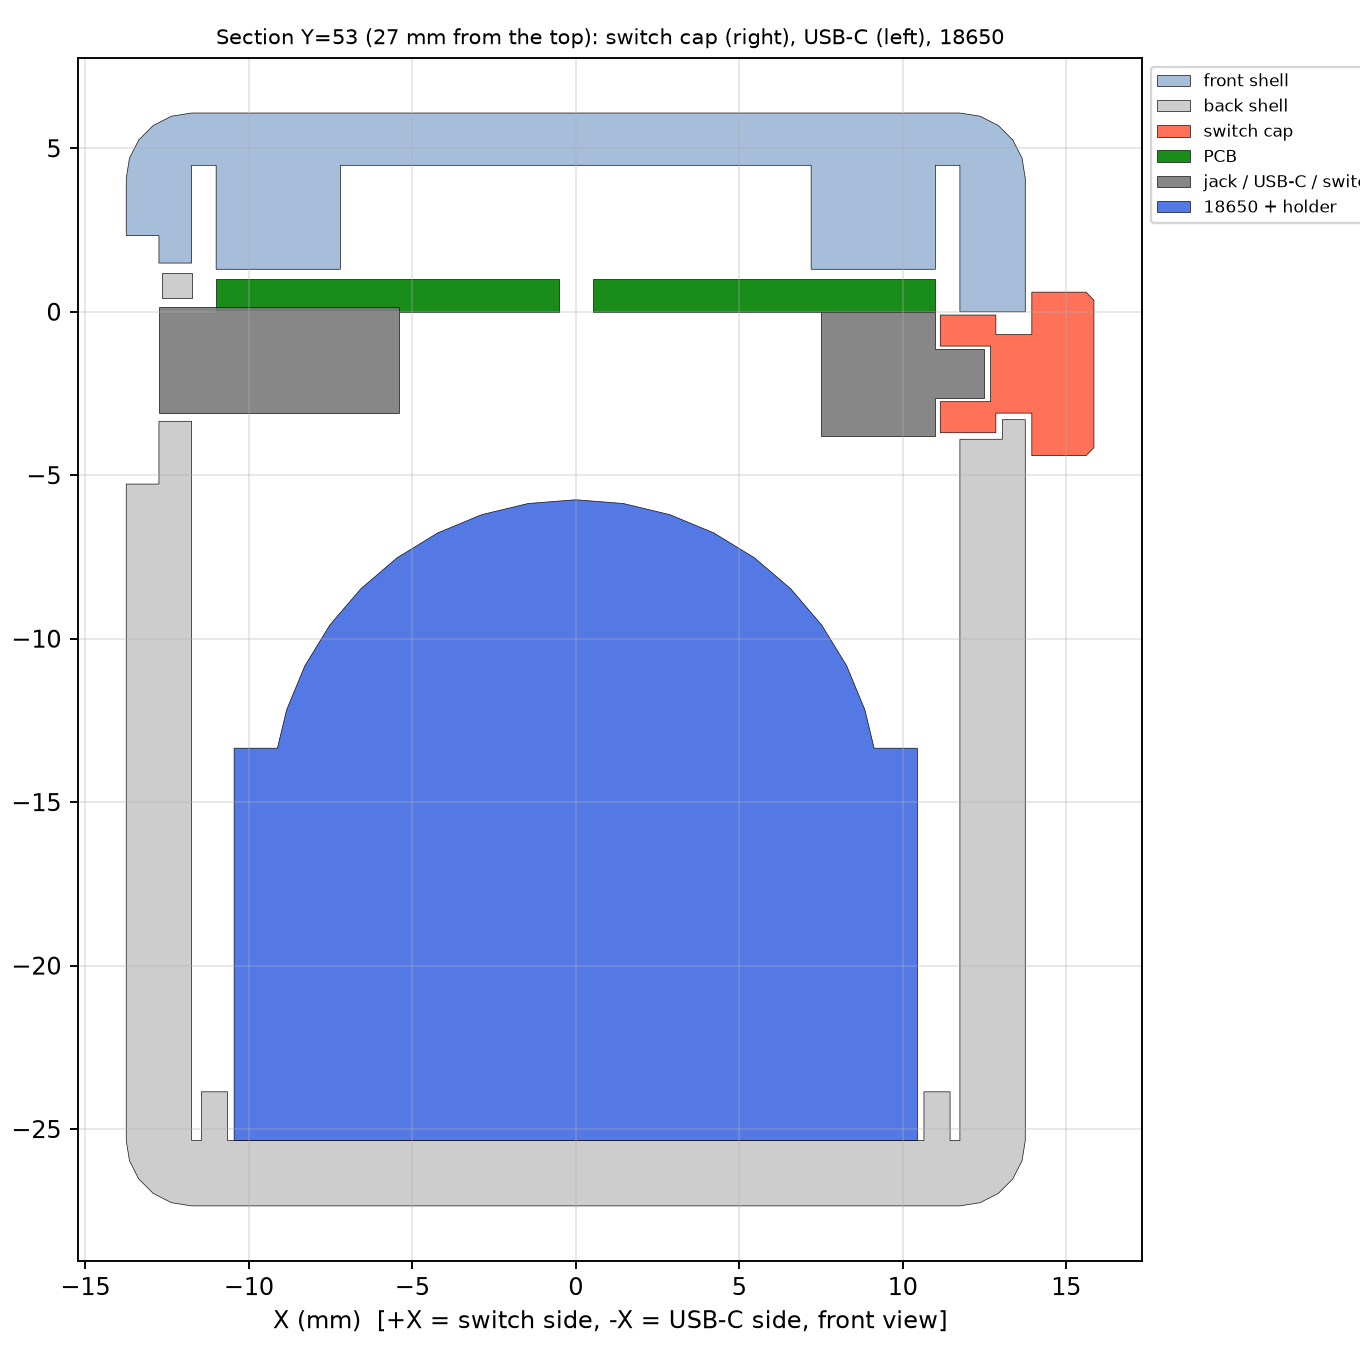 Section Y=53 (27 mm from the top): switch cap (right), USB-C (left), 18650
front shell
back shell
switch cap
PCB
jack / USB-C / swit
18650 + holder
5
0
−5
−10
−15
−20
−25
−15 −10 −5 0 5 10 15
X (mm) [+X = switch side, -X = USB-C side, front view]